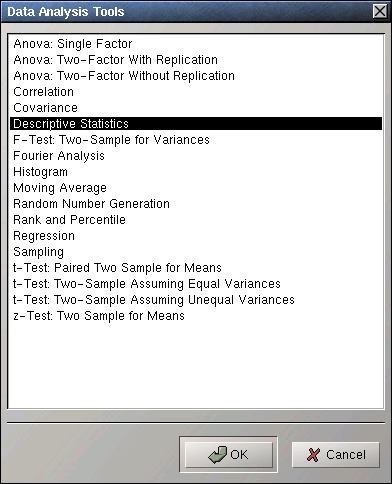 Data Analysis Tools
Anova: Single Factor
Anova: Two-Factor With Replication
Anova: Two-Factor Without Replication
Correlation
Covariance
Descriptive Statistics
F-Test: Two-Sample for Variances
Fourier Analysis
Histogram
Moving Average
Random Number Generation
Rank and Percentile
Regression
Sampling
t-Test: Paired Two Sample for Means
t-Test: Two-Sample Assuming Equal Variances
t-Test: Two-Sample Assuming Unequal Variances
z-Test: Two Sample for Means
OK Cancel